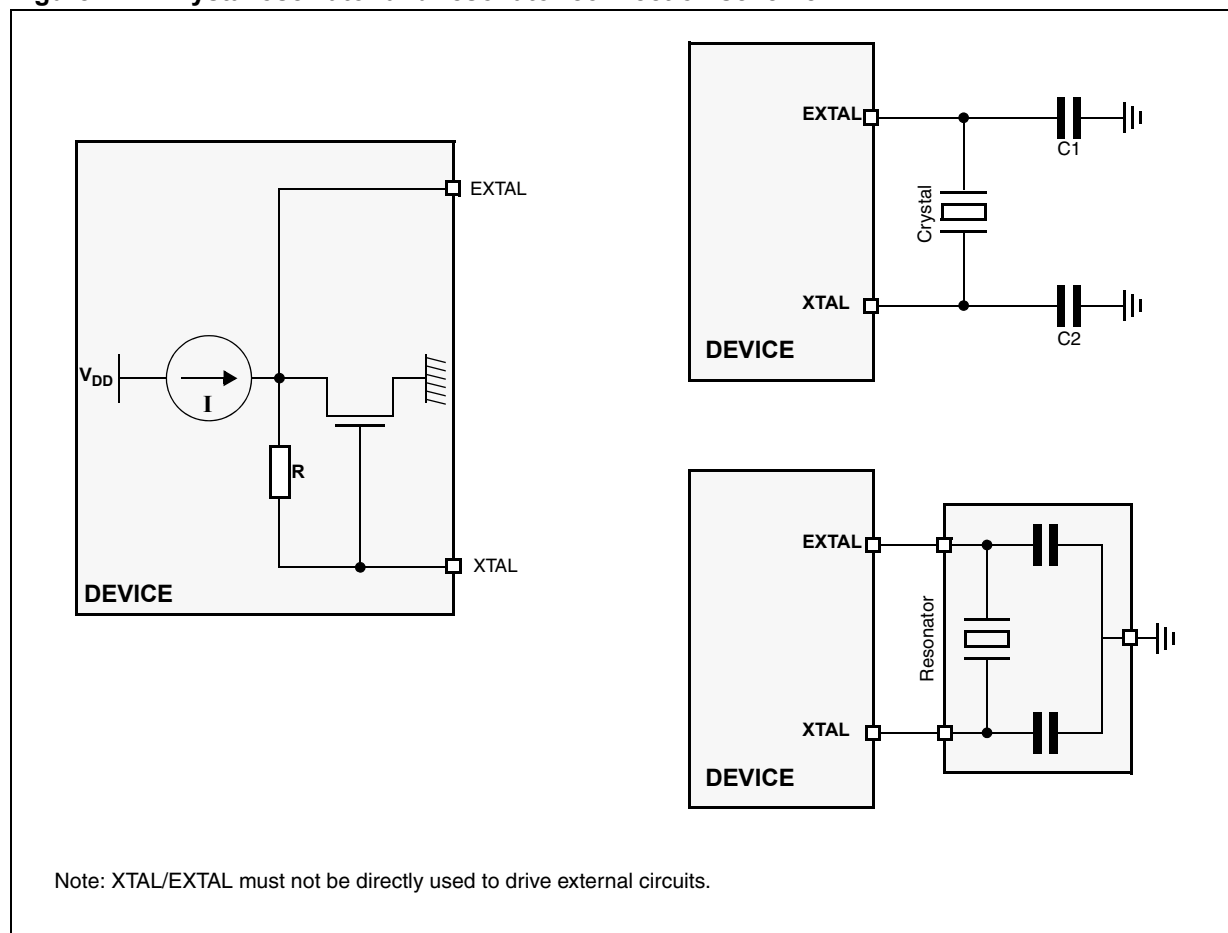 EXTAL
C1
Crystal
XTAL
C2
DEVICE
EXTAL
VDD
I
R
XTAL
DEVICE
EXTAL
Resonator
XTAL
DEVICE
Note: XTAL/EXTAL must not be directly used to drive external circuits.